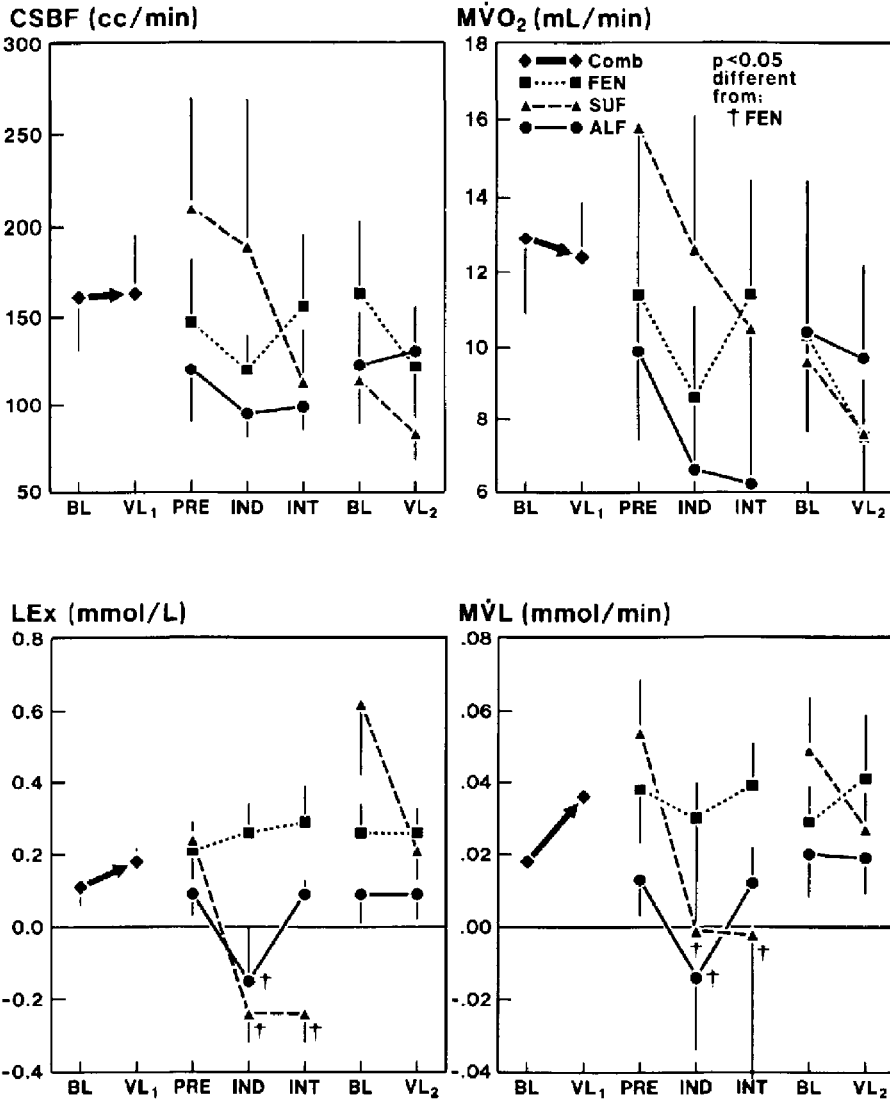 CSBF (cc/min)
300
250
200
150
100
50
BL VL1 PRE IND INT BL VL2
MV̇O2 (mL/min)
18
16
14
12
10
8
6
Comb
FEN
SUF
ALF
p<0.05
different
from:
† FEN
BL VL1 PRE IND INT BL VL2
LEx (mmol/L)
0.8
0.6
0.4
0.2
0.0
-0.2
-0.4
† † †
BL VL1 PRE IND INT BL VL2
MV̇L (mmol/min)
.08
.06
.04
.02
.00
-.02
-.04
† † †
BL VL1 PRE IND INT BL VL2